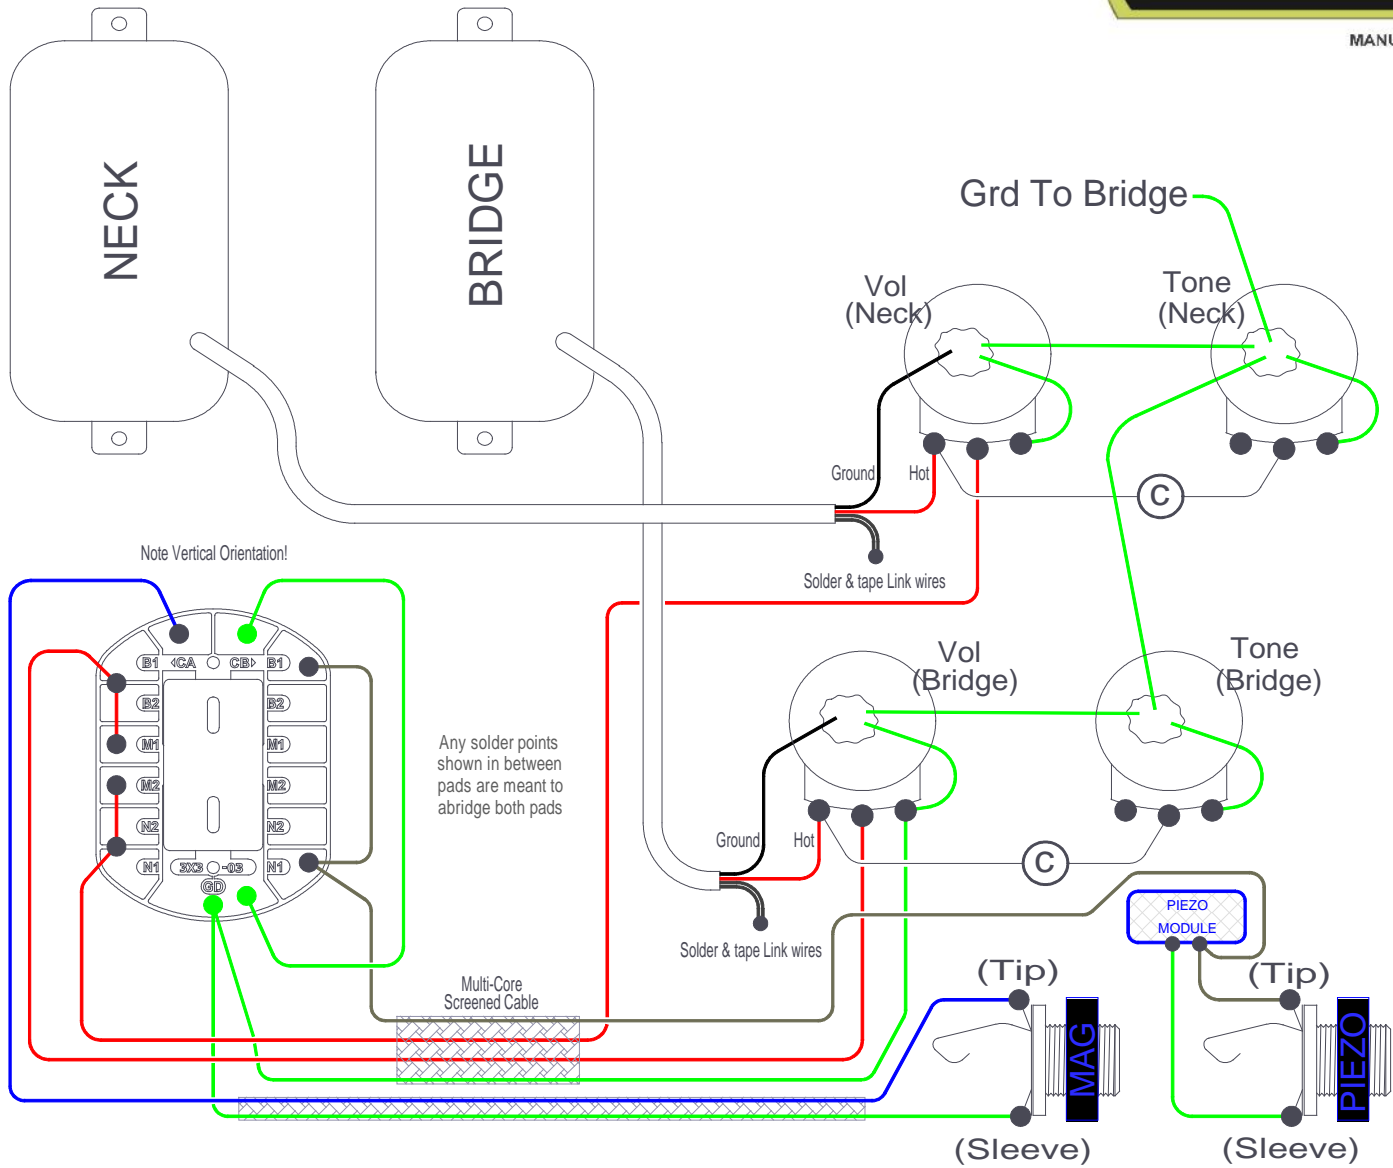 MANU
NECK
BRIDGE
Grd To Bridge
Vol
(Neck)
Tone
(Neck)
Ground
Hot
C
Solder & tape Link wires
Note Vertical Orientation!
B1 CA CB B1
B2 B2
M1 M1
M2 M2
N2 N2
N1 3X3 -03 N1
GD
Any solder points
shown in between
pads are meant to
abridge both pads
Vol
(Bridge)
Tone
(Bridge)
Ground
Hot
C
Solder & tape Link wires
PIEZO
MODULE
Multi-Core
Screened Cable
(Tip)
MAG
(Sleeve)
(Tip)
PIEZO
(Sleeve)